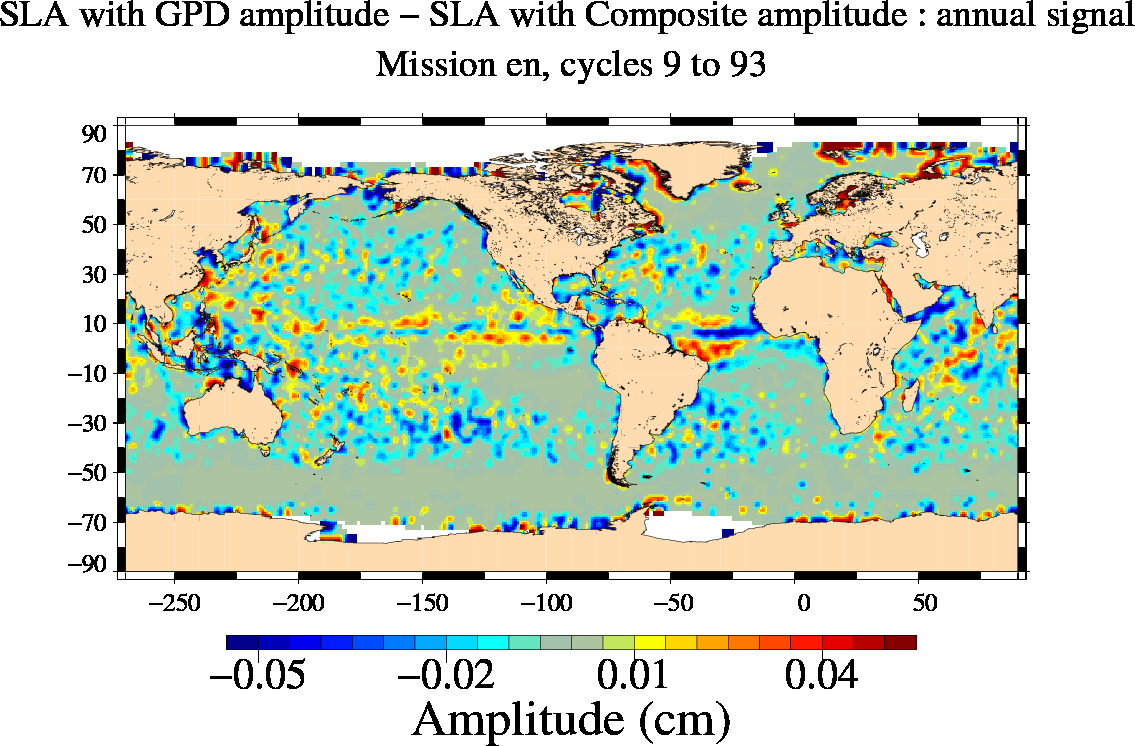 SLA with GPD amplitude – SLA with Composite amplitude : annual signal
Mission en, cycles 9 to 93
90
70
50
30
10
−10
−30
−50
−70
−90
−250 −200 −150 −100 −50 0 50
−0.05 −0.02 0.01 0.04
Amplitude (cm)